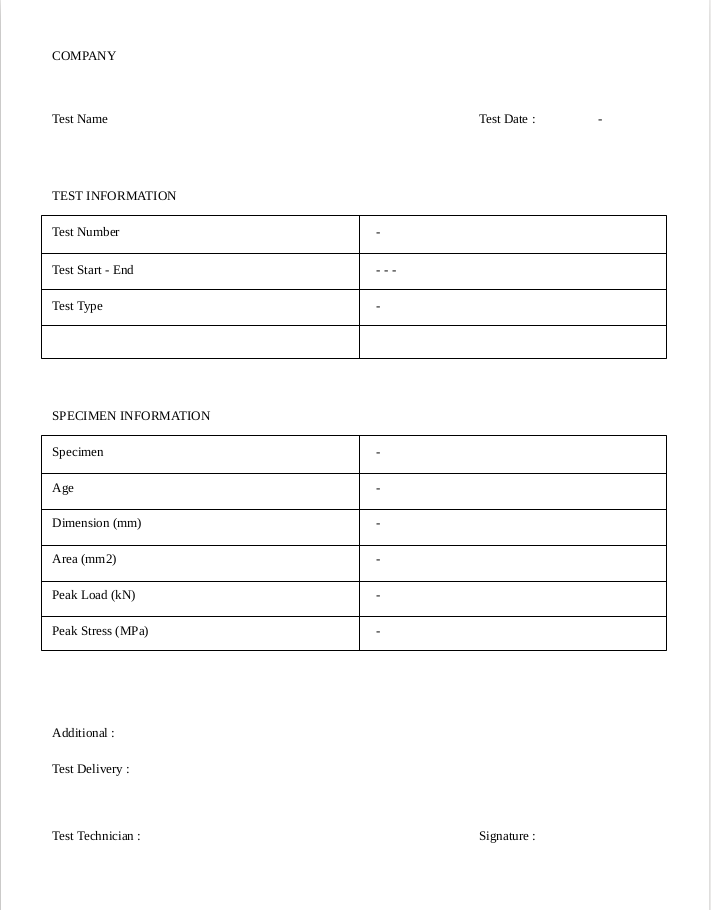 COMPANY
Test Name Test Date : -
TEST INFORMATION
Test Number -
Test Start - End - - -
Test Type -
SPECIMEN INFORMATION
Specimen -
Age -
Dimension (mm) -
Area (mm2) -
Peak Load (kN) -
Peak Stress (MPa) -
Additional :
Test Delivery :
Test Technician : Signature :